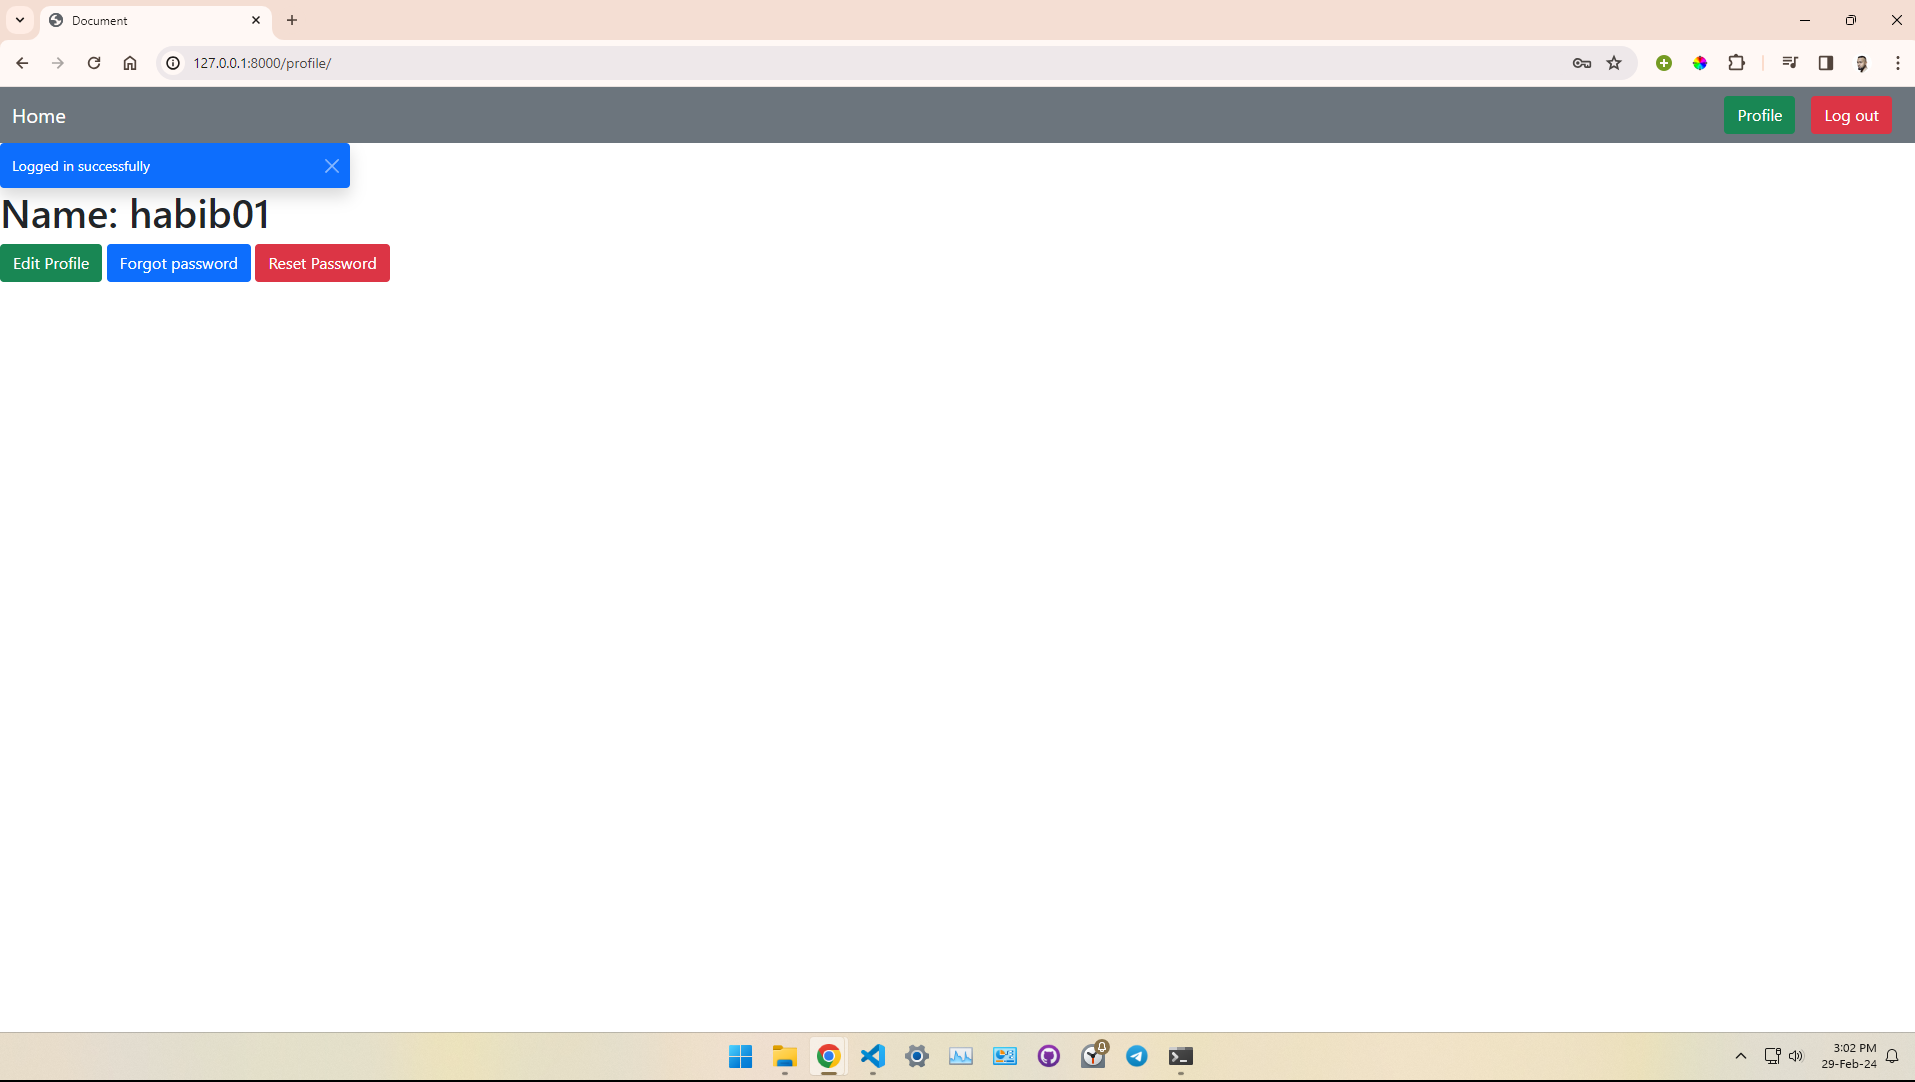 Document
127.0.0.1:8000/profile/
Home
Profile
Log out
Logged in successfully
Name: habib01
Edit Profile
Forgot password
Reset Password
3:02 PM
29-Feb-24